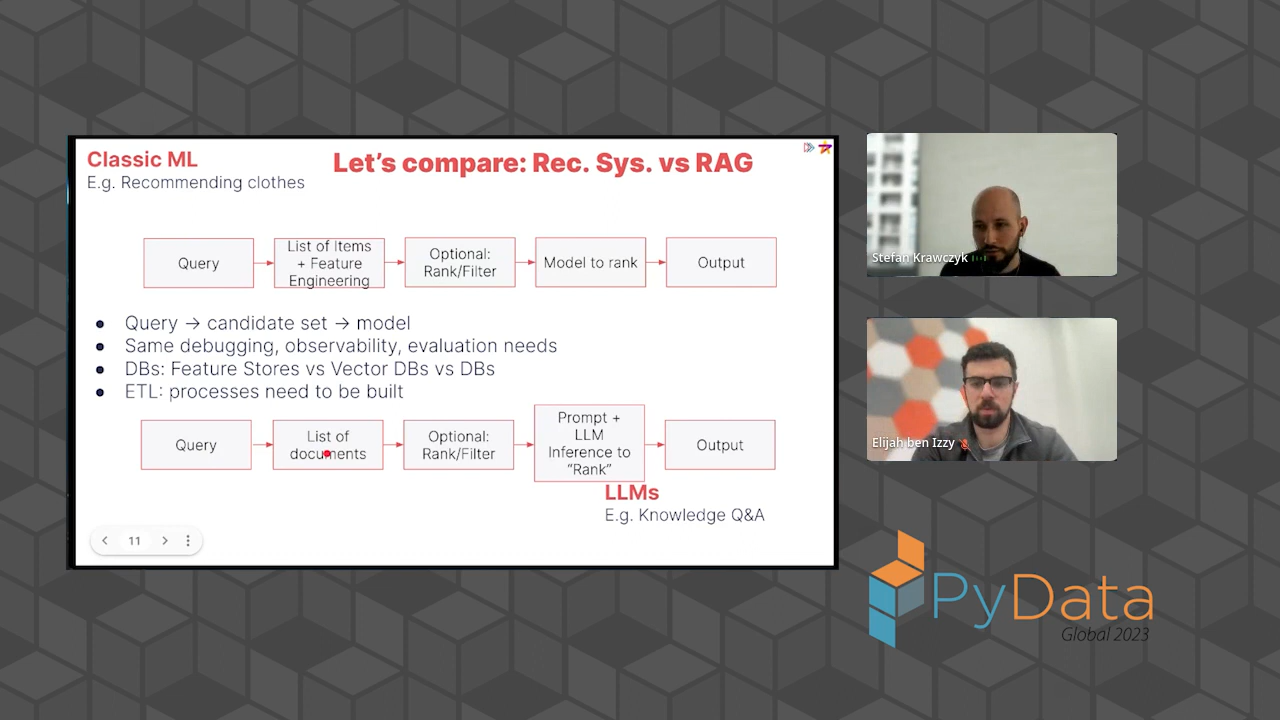 Classic ML
Let's compare: Rec. Sys. vs RAG
E.g. Recommending clothes
Query
List of Items
+ Feature
Engineering
Optional:
Rank/Filter
Model to rank
Output
● Query → candidate set → model
● Same debugging, observability, evaluation needs
● DBs: Feature Stores vs Vector DBs vs DBs
● ETL: processes need to be built
Query
List of
documents
Optional:
Rank/Filter
Prompt +
LLM
Inference to
“Rank”
Output
LLMs
E.g. Knowledge Q&A
11
Stefan Krawczyk
Elijah ben Izzy
PyData
Global 2023